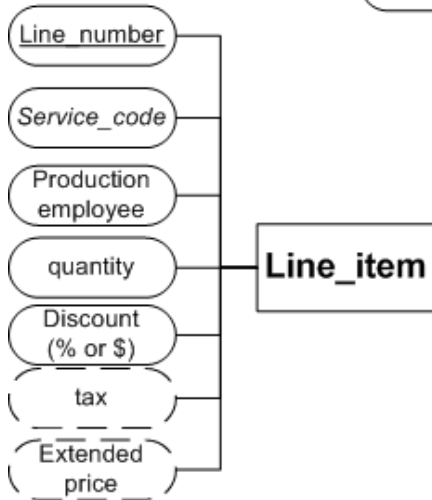 Line_number
Service_code
Production
employee
quantity
Line_item
Discount
(% or $)
tax
Extended
price